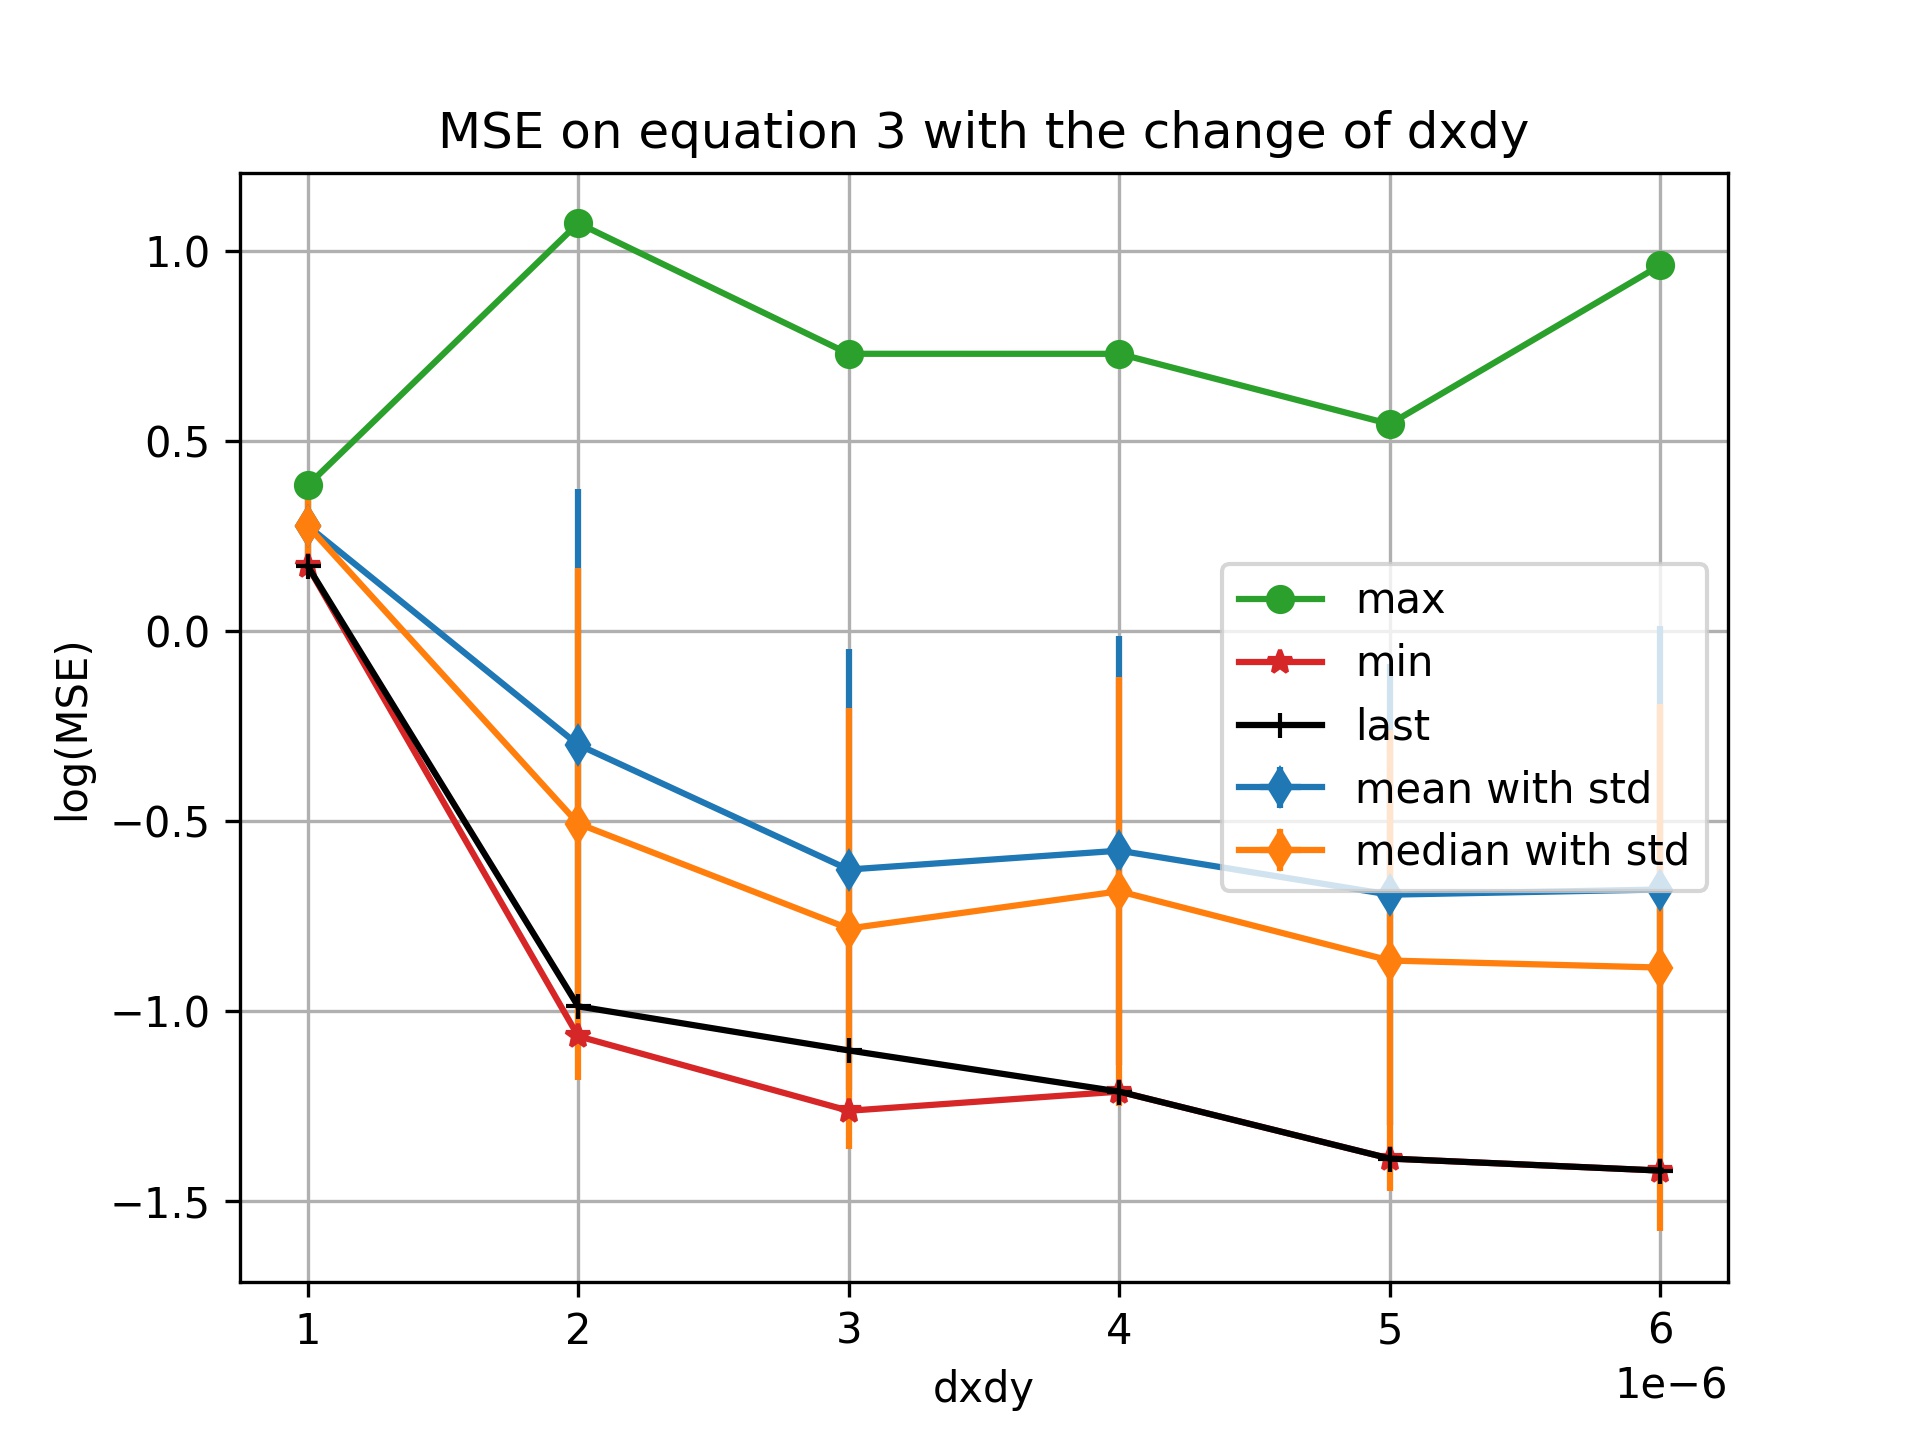 MSE on equation 3 with the change of dxdy
1.0
0.5
0.0
−0.5
−1.0
−1.5
log(MSE)
max
min
last
mean with std
median with std
1 2 3 4 5 6
dxdy
1e−6